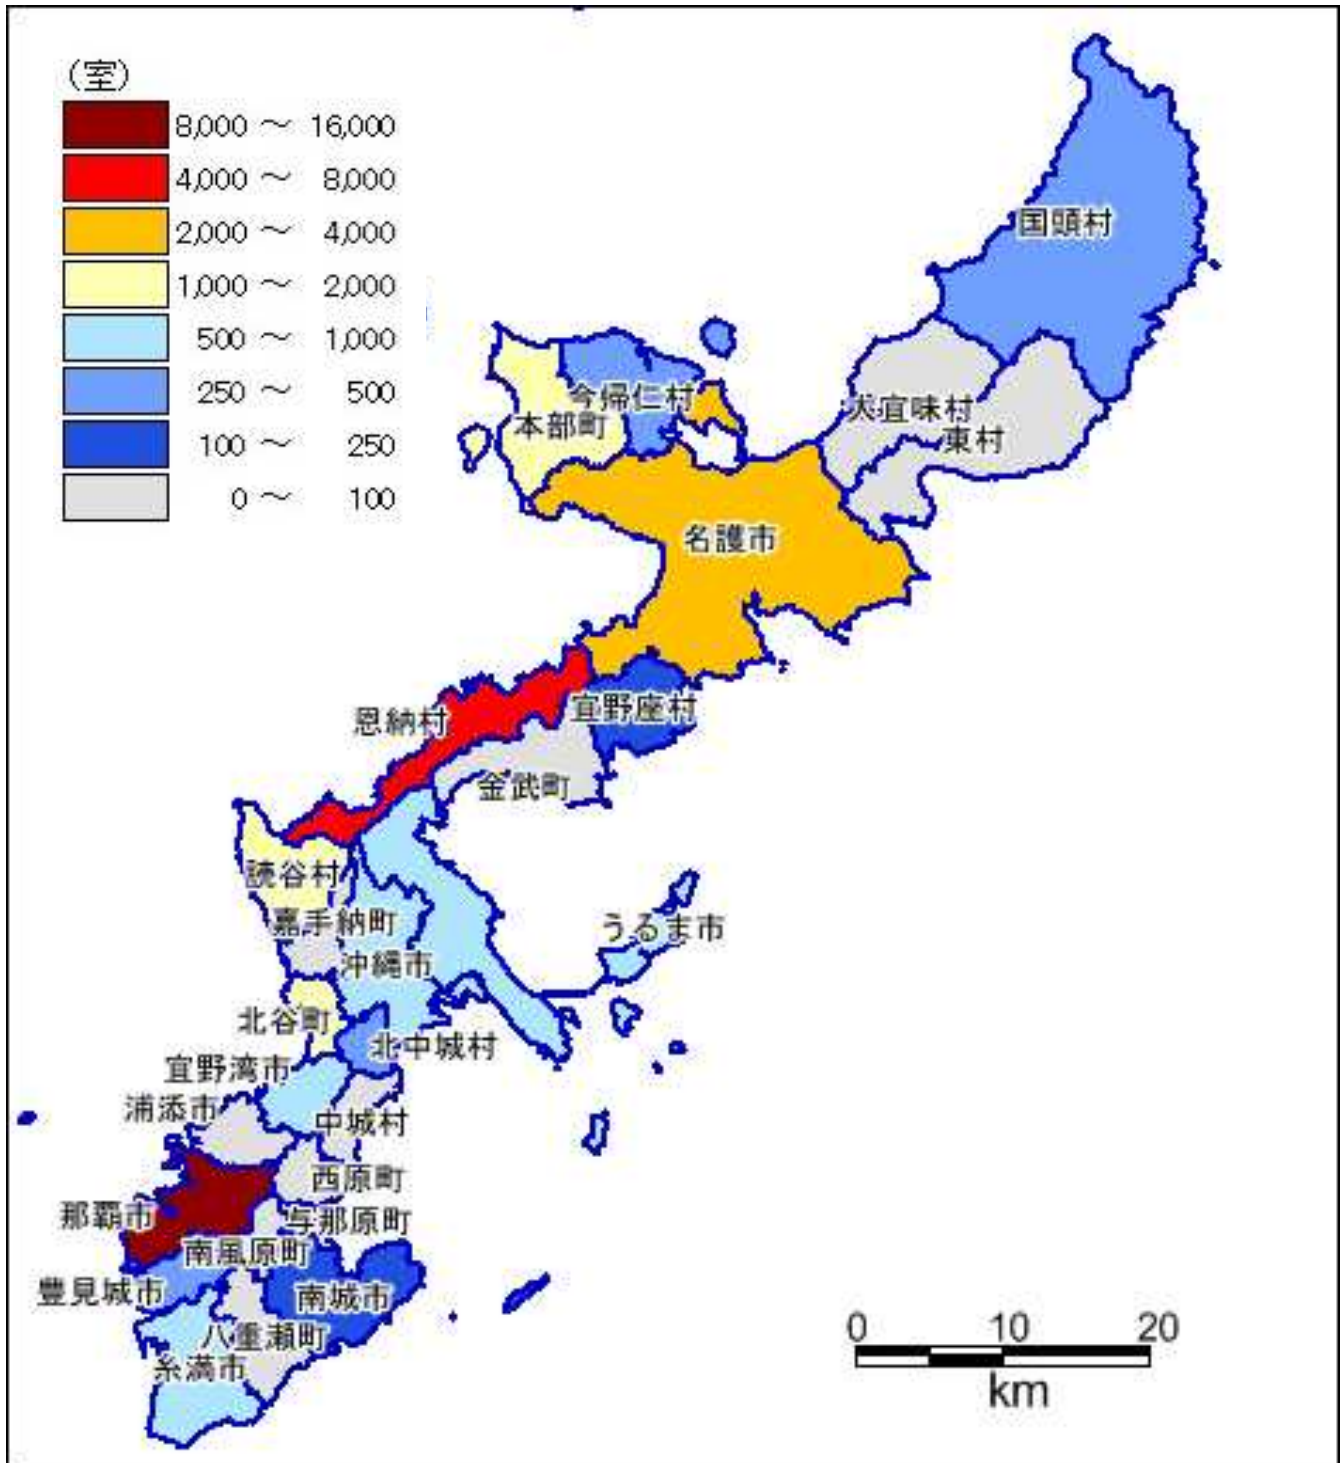 (室)
8,000 ～ 16,000
4,000 ～ 8,000
2,000 ～ 4,000
1,000 ～ 2,000
500 ～ 1,000
250 ～ 500
100 ～ 250
0 ～ 100
国頭村
今帰仁村
大宜味村
本部町
東村
名護市
恩納村
宜野座村
金武町
読谷村
嘉手納町
うるま市
沖縄市
北谷町
北中城村
宜野湾市
浦添市
中城村
西原町
那覇市
与那原町
南風原町
豊見城市
南城市
八重瀬町
糸満市
0 10 20
km